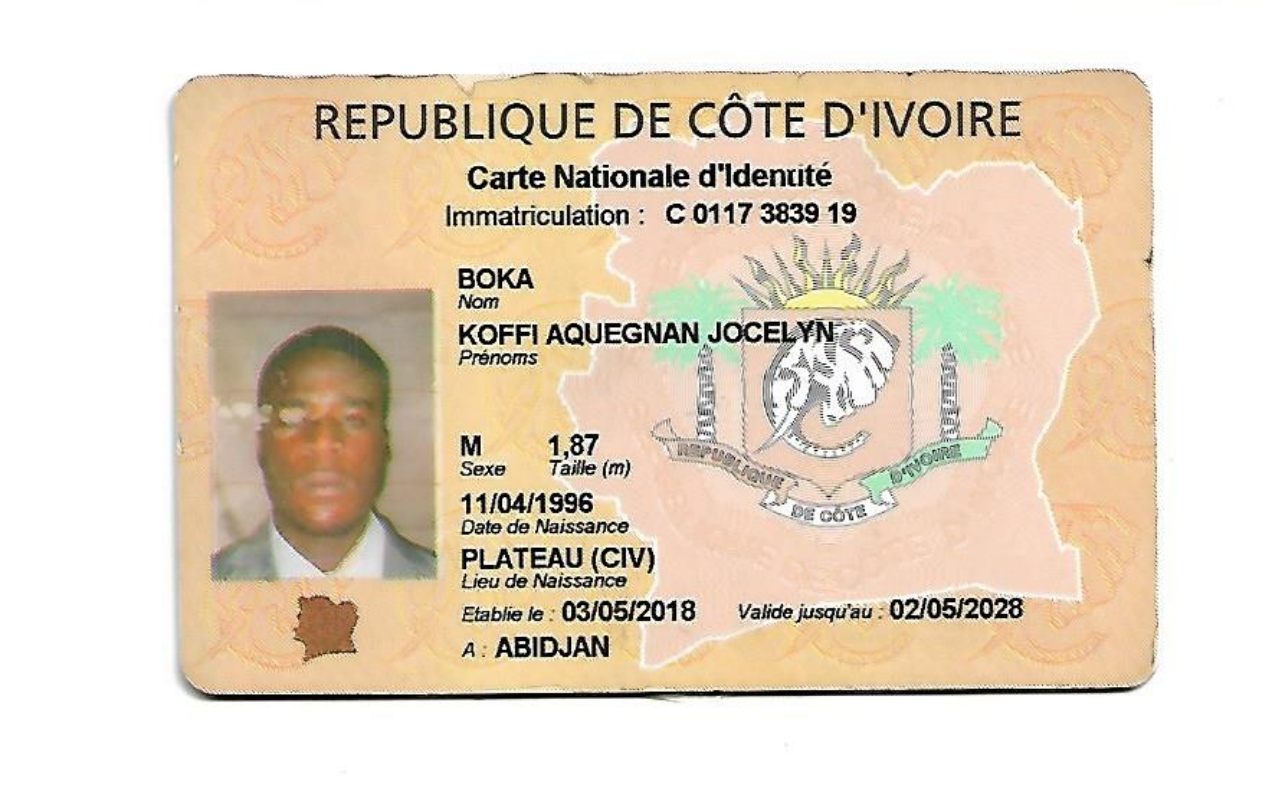 REPUBLIQUE DE CÔTE D'IVOIRE
Carte Nationale d'Identité
Immatriculation : C 0117 3839 19
BOKA
Nom
KOFFI AQUEGNAN JOCELYN
Prénoms
M 1,87
Sexe Taille (m)
11/04/1996
Date de Naissance
PLATEAU (CIV)
Lieu de Naissance
Etablie le : 03/05/2018 Valide jusqu'au : 02/05/2028
A : ABIDJAN
REPUBLIQUE DE CÔTE D'IVOIRE